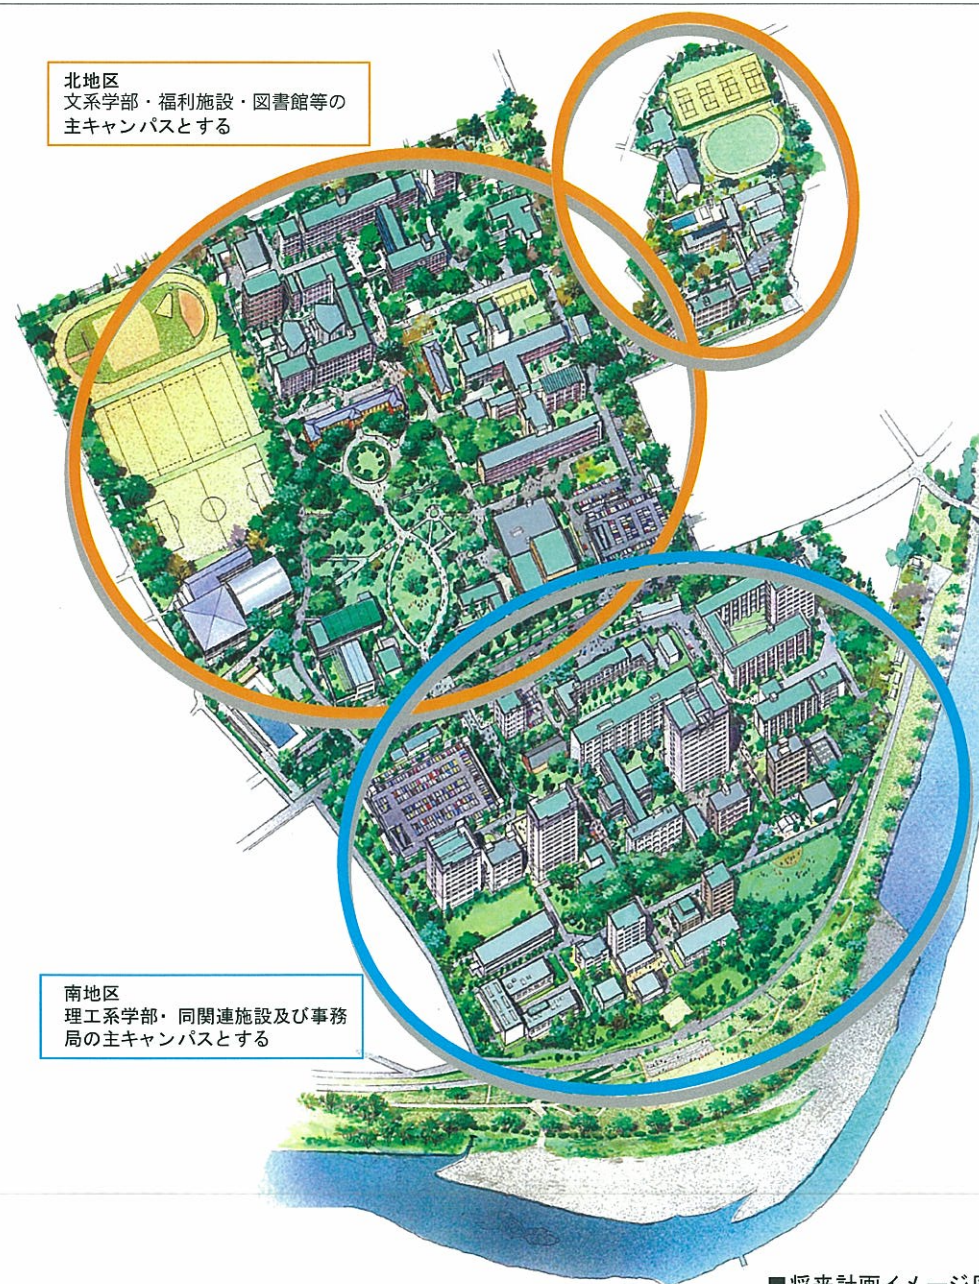 北地区
文系学部・福利施設・図書館等の
主キャンパスとする
南地区
理工系学部・同関連施設及び事務
局の主キャンパスとする
■将来計画イメージ